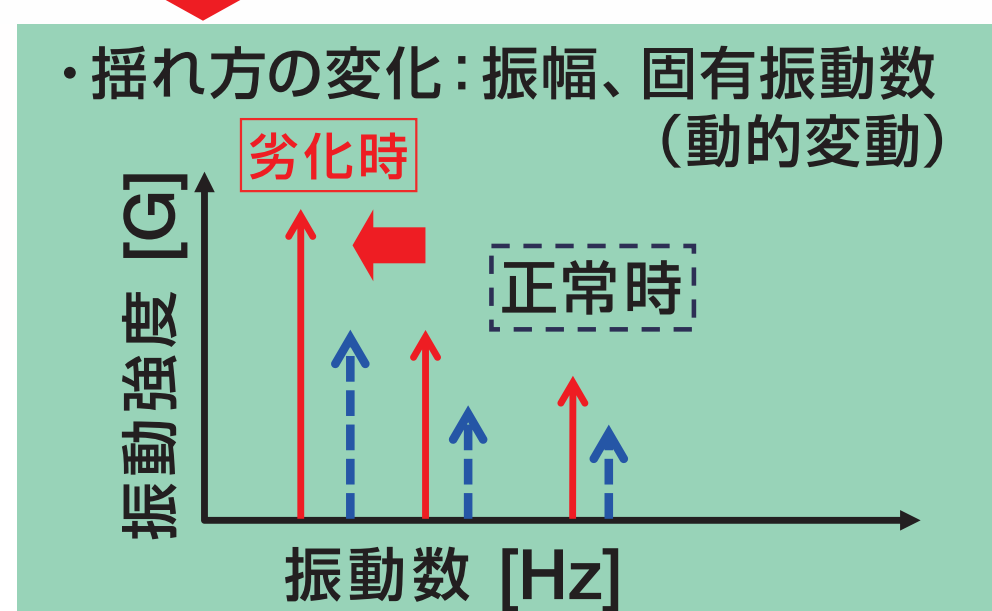 ・揺れ方の変化：振幅、固有振動数
（動的変動）
劣化時
正常時
振動強度 [G]
振動数 [Hz]